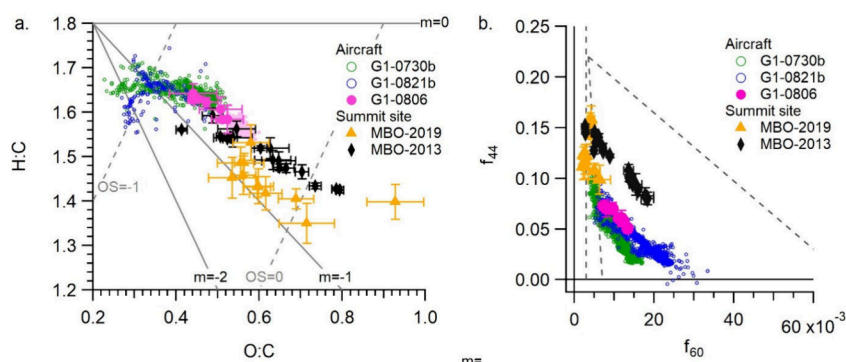 a.
1.8
1.7
1.6
1.5
1.4
1.3
1.2
H:C
0.2
0.4
0.6
0.8
1.0
O:C
m=0
Aircraft
G1-0730b
G1-0821b
G1-0806
Summit site
MBO-2019
MBO-2013
OS=-1
m=-2
OS=0
m=-1
b.
0.25
0.20
0.15
0.10
0.05
0.00
f44
0
20
40
60 x10⁻³
f60
Aircraft
G1-0730b
G1-0821b
G1-0806
Summit site
MBO-2019
MBO-2013
m=